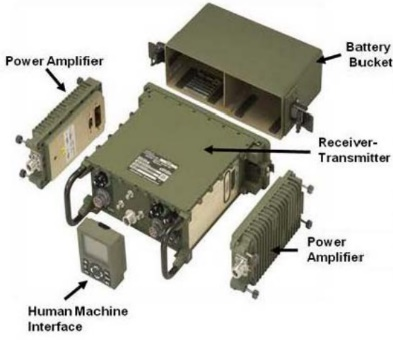 Power Amplifier
Battery
Bucket
Receiver-
Transmitter
Power
Amplifier
Human Machine
Interface